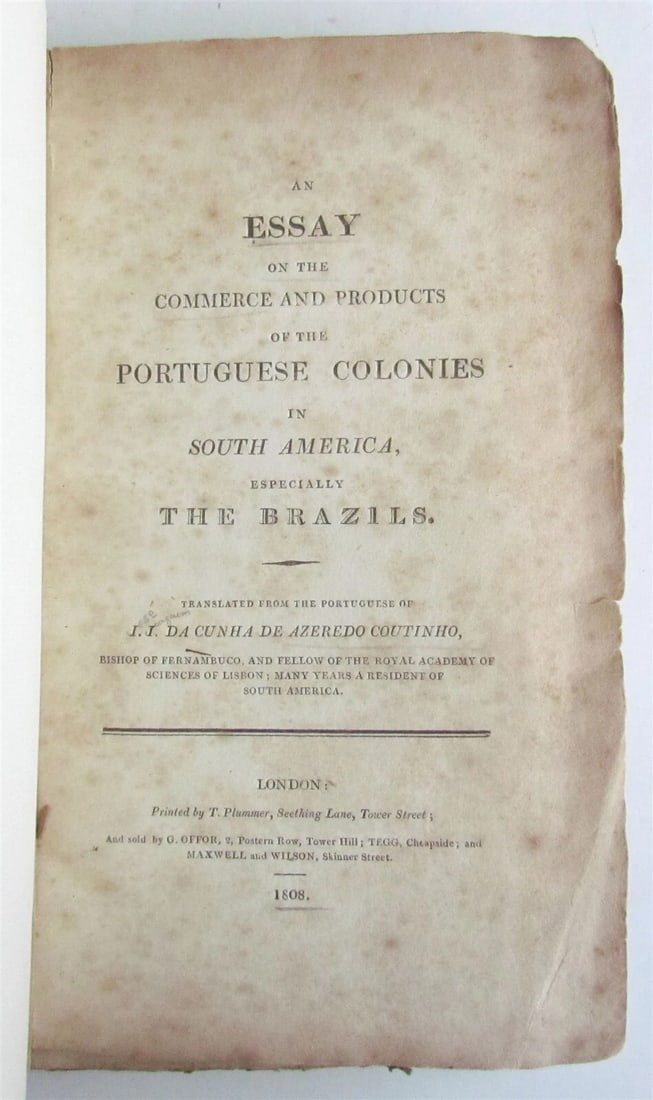 AN
ESSAY
ON THE
COMMERCE AND PRODUCTS
OF THE
PORTUGUESE COLONIES
IN
SOUTH AMERICA,
ESPECIALLY
THE BRAZILS.
TRANSLATED FROM THE PORTUGUESE OF
J. J. DA CUNHA DE AZEREDO COUTINHO,
BISHOP OF FERNAMBUCO, AND FELLOW OF THE ROYAL ACADEMY OF
SCIENCES OF LISBON; MANY YEARS A RESIDENT OF
SOUTH AMERICA.
LONDON:
Printed by T. Plummer, Seething Lane, Tower Street;
And sold by G. OFFOR, 2, Postern Row, Tower Hill; TEGG, Cheapside; and
MAXWELL and WILSON, Skinner Street.
1808.